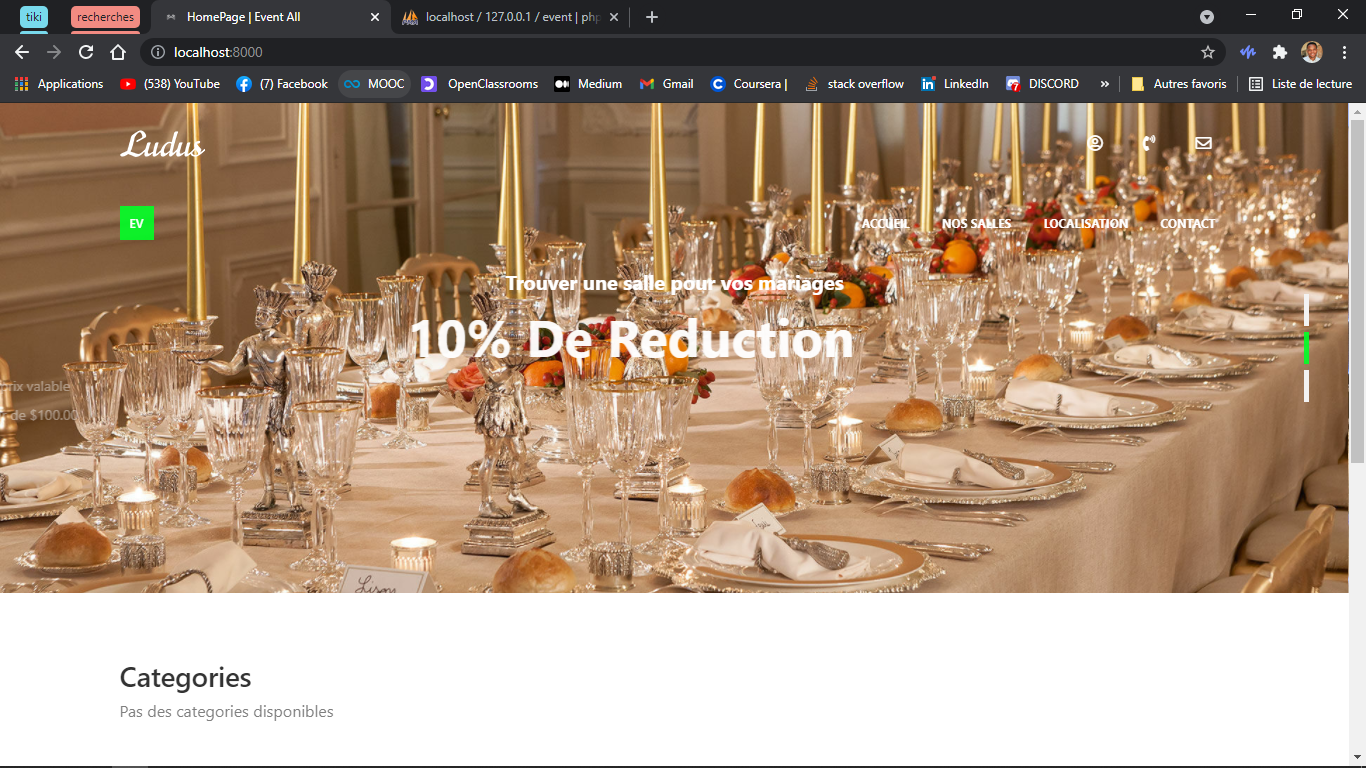 tiki recherches HomePage | Event All localhost / 127.0.0.1 / event | php
localhost:8000
Applications (538) YouTube (7) Facebook MOOC OpenClassrooms Medium Gmail Coursera | stack overflow LinkedIn DISCORD » Autres favoris Liste de lecture
Ludus
EV ACCUEIL NOS SALLES LOCALISATION CONTACT
Trouver une salle pour vos mariages
10% De Reduction
rix valable
de $100.00
Categories
Pas des categories disponibles